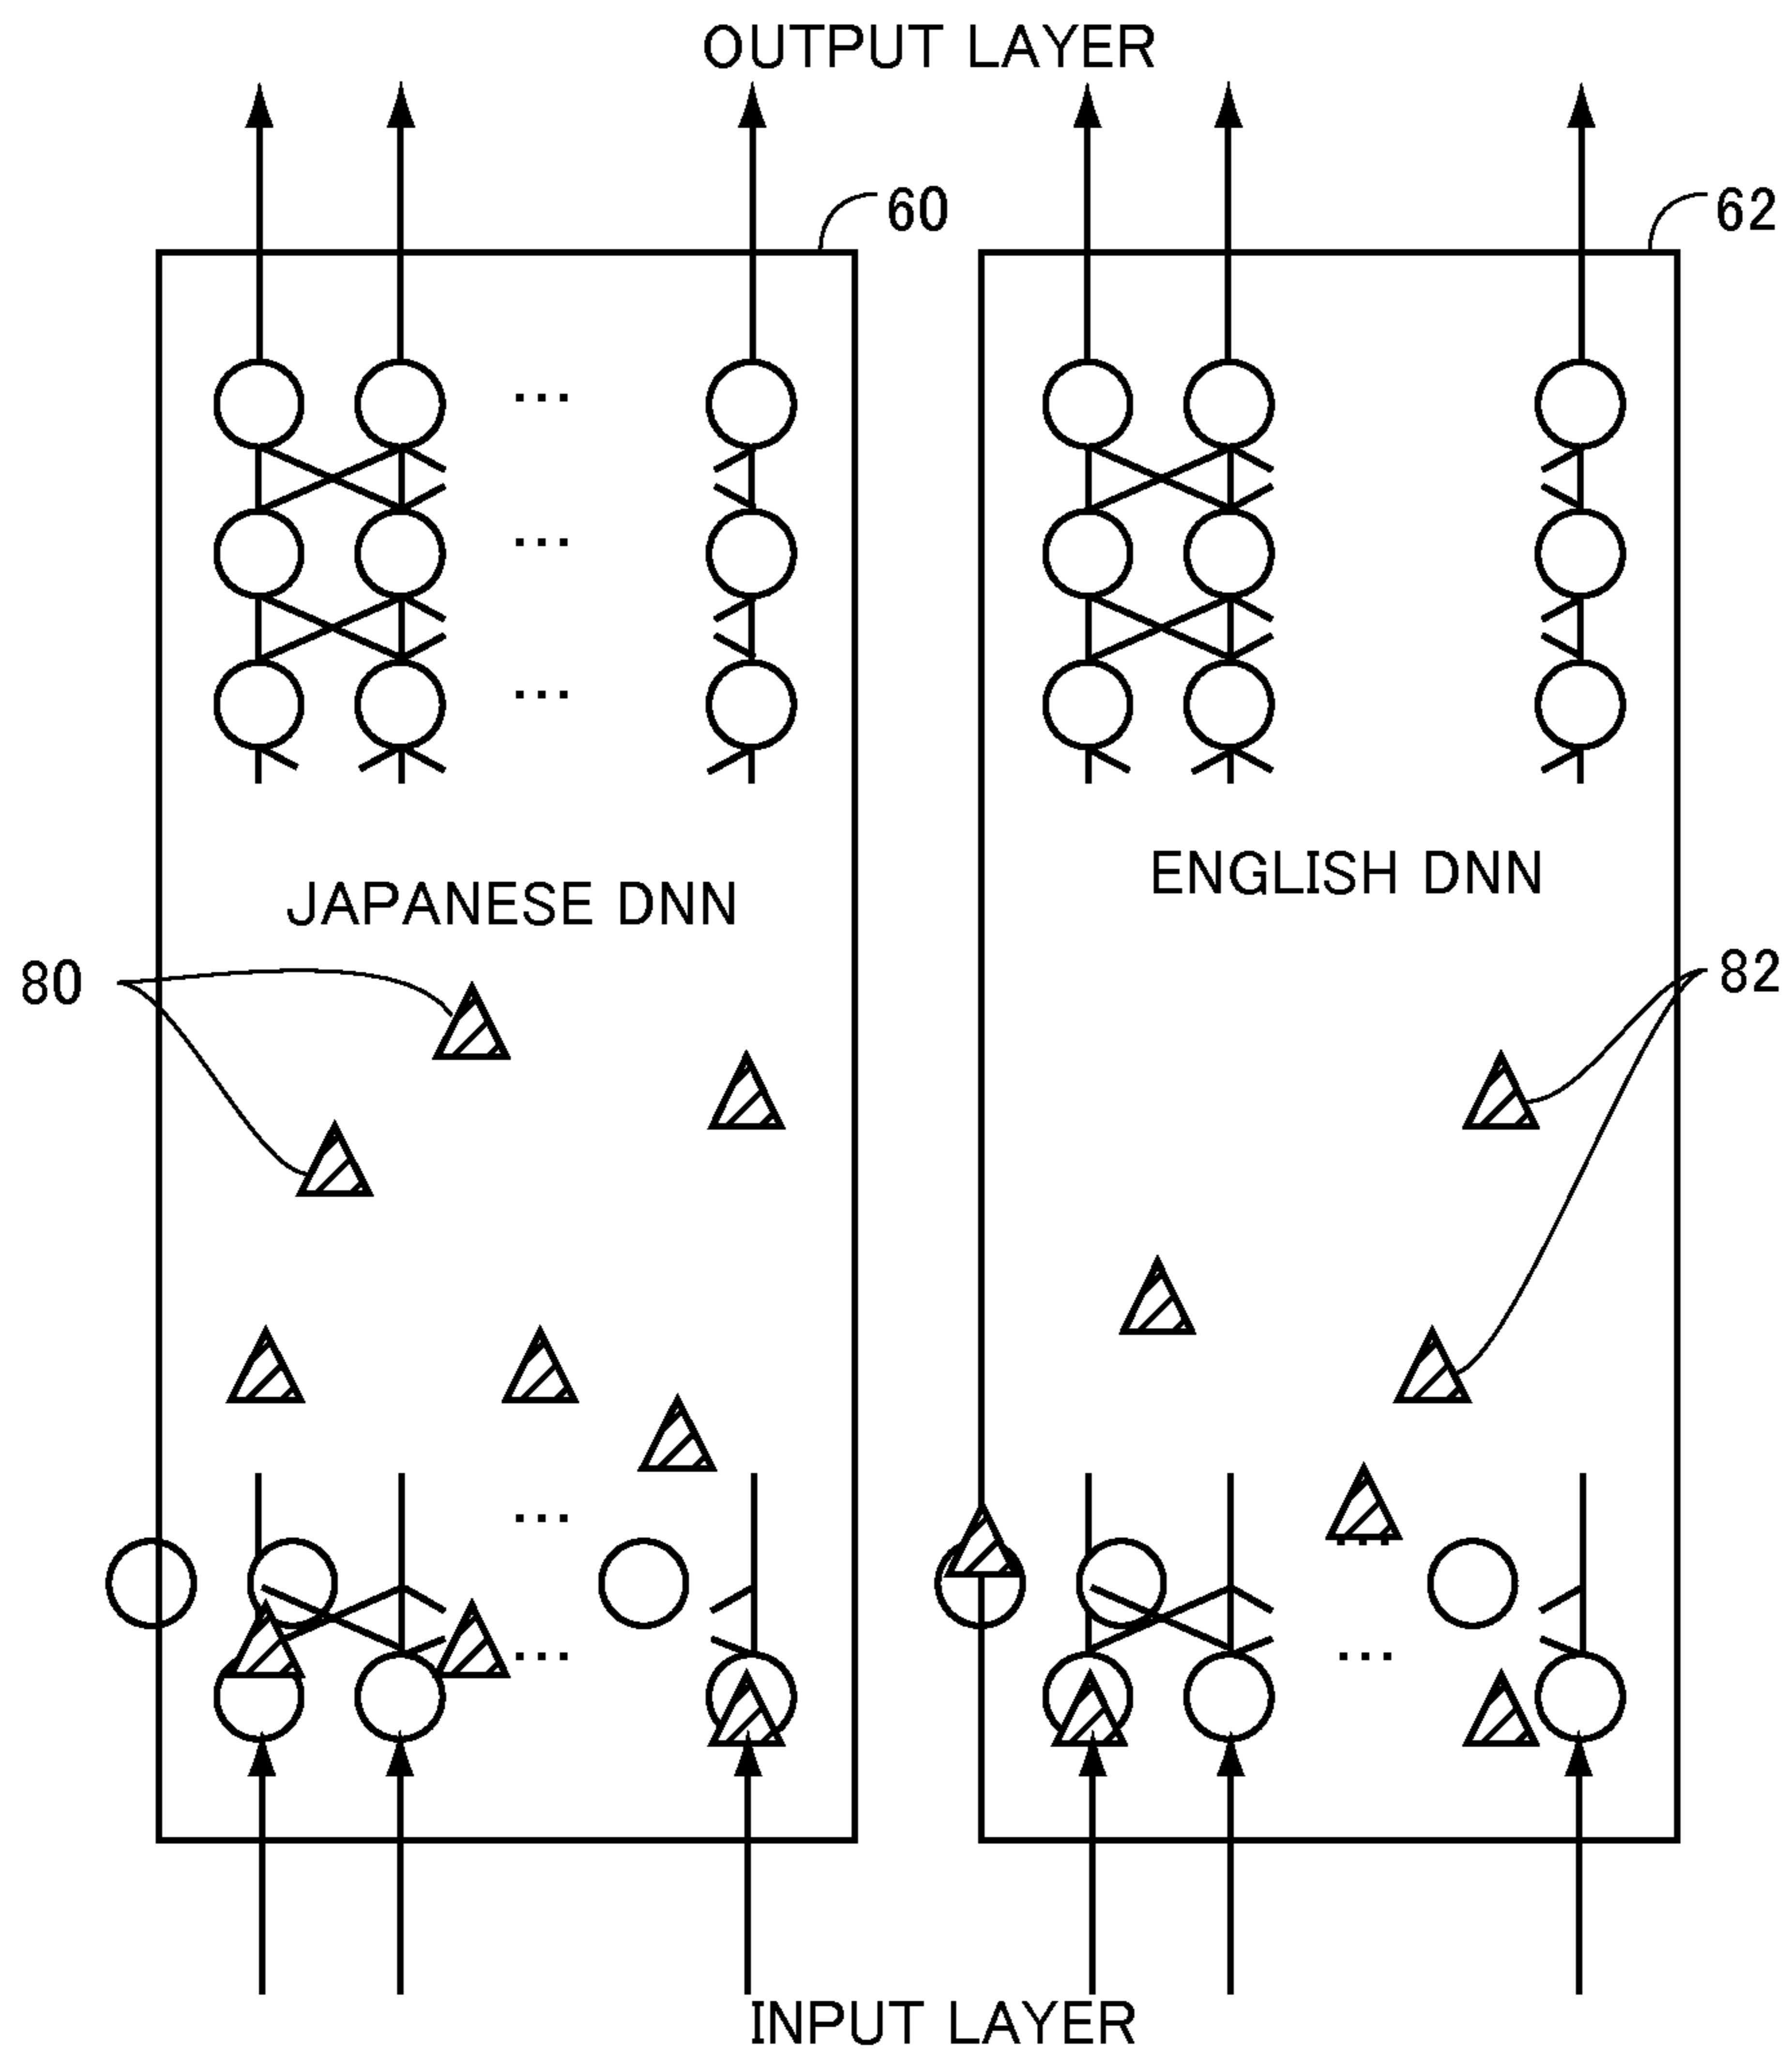 OUTPUT LAYER
60
62
...
...
...
JAPANESE DNN
ENGLISH DNN
80
82
...
...
...
...
INPUT LAYER